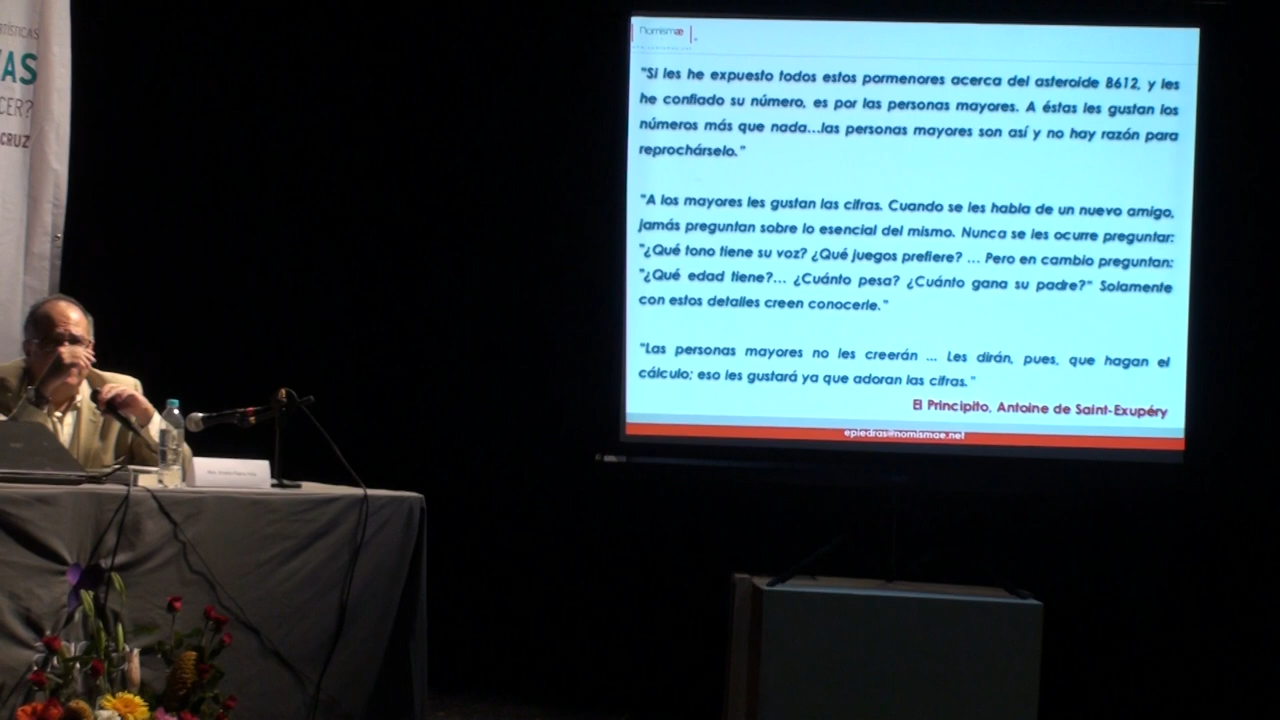 RTÍSTICAS
VAS
CER?
CRUZ
nomismæ
"Si les he expuesto todos estos pormenores acerca del asteroide B612, y les
he confiado su número, es por las personas mayores. A éstas les gustan los
números más que nada...las personas mayores son así y no hay razón para
reprochárselo."
"A los mayores les gustan las cifras. Cuando se les habla de un nuevo amigo,
jamás preguntan sobre lo esencial del mismo. Nunca se les ocurre preguntar:
"¿Qué tono tiene su voz? ¿Qué juegos prefiere? ... Pero en cambio preguntan:
"¿Qué edad tiene?... ¿Cuánto pesa? ¿Cuánto gana su padre?" Solamente
con estos detalles creen conocerle."
"Las personas mayores no les creerán ... Les dirán, pues, que hagan el
cálculo; eso les gustará ya que adoran las cifras."
El Principito, Antoine de Saint-Exupéry
epiedras@nomismae.net